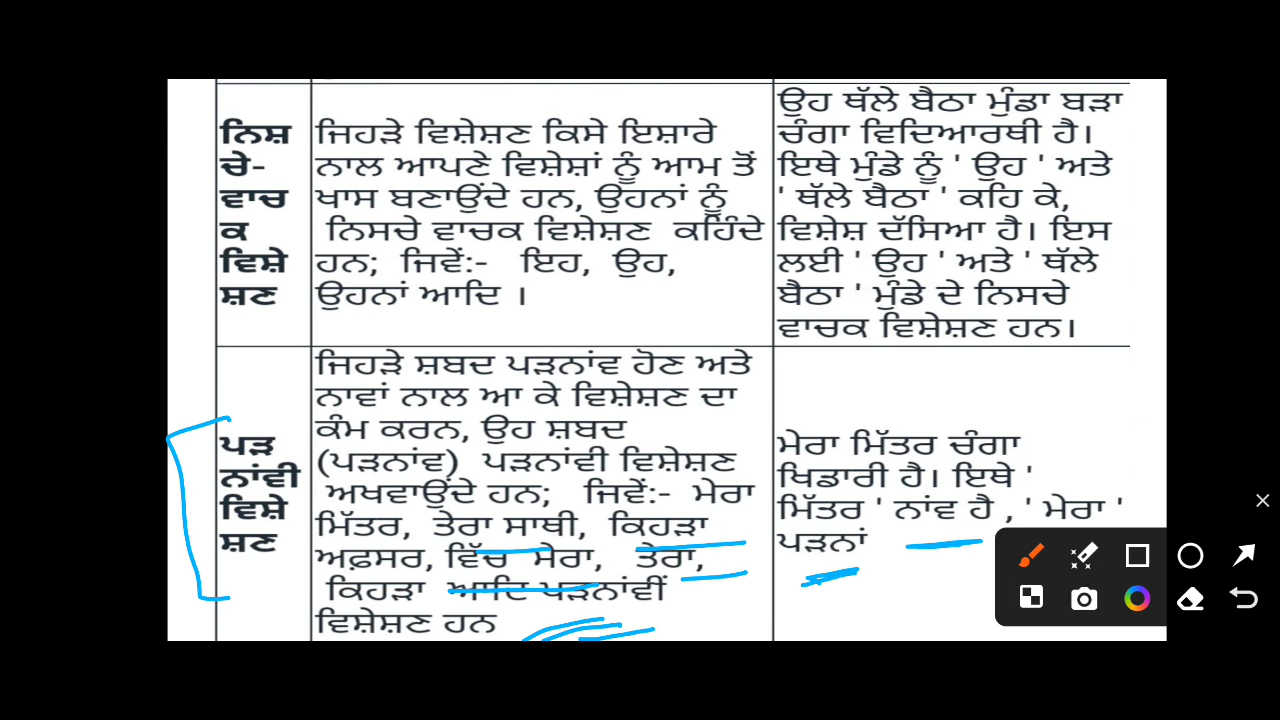 ਨਿਸ਼
ਚੇ-
ਵਾਚ
ਕ
ਵਿਸ਼ੇ
ਸ਼ਣ
ਜਿਹੜੇ ਵਿਸ਼ੇਸ਼ਣ ਕਿਸੇ ਇਸ਼ਾਰੇ
ਨਾਲ ਆਪਣੇ ਵਿਸ਼ੇਸ਼ਾਂ ਨੂੰ ਆਮ ਤੋਂ
ਖਾਸ ਬਣਾਉਂਦੇ ਹਨ, ਉਹਨਾਂ ਨੂੰ
ਨਿਸਚੇ ਵਾਚਕ ਵਿਸ਼ੇਸ਼ਣ ਕਹਿੰਦੇ
ਹਨ; ਜਿਵੇਂ:- ਇਹ, ਉਹ,
ਉਹਨਾਂ ਆਦਿ ।
ਉਹ ਥੱਲੇ ਬੈਠਾ ਮੁੰਡਾ ਬੜਾ
ਚੰਗਾ ਵਿਦਿਆਰਥੀ ਹੈ।
ਇਥੇ ਮੁੰਡੇ ਨੂੰ ' ਉਹ ' ਅਤੇ
' ਥੱਲੇ ਬੈਠਾ ' ਕਹਿ ਕੇ,
ਵਿਸ਼ੇਸ਼ ਦੱਸਿਆ ਹੈ। ਇਸ
ਲਈ ' ਉਹ ' ਅਤੇ ' ਥੱਲੇ
ਬੈਠਾ ' ਮੁੰਡੇ ਦੇ ਨਿਸਚੇ
ਵਾਚਕ ਵਿਸ਼ੇਸ਼ਣ ਹਨ।
ਪੜ
ਨਾਂਵੀ
ਵਿਸ਼ੇ
ਸ਼ਣ
ਜਿਹੜੇ ਸ਼ਬਦ ਪੜਨਾਂਵ ਹੋਣ ਅਤੇ
ਨਾਵਾਂ ਨਾਲ ਆ ਕੇ ਵਿਸ਼ੇਸ਼ਣ ਦਾ
ਕੰਮ ਕਰਨ, ਉਹ ਸ਼ਬਦ
(ਪੜਨਾਂਵ) ਪੜਨਾਂਵੀ ਵਿਸ਼ੇਸ਼ਣ
ਅਖਵਾਉਂਦੇ ਹਨ; ਜਿਵੇਂ:- ਮੇਰਾ
ਮਿੱਤਰ, ਤੇਰਾ ਸਾਥੀ, ਕਿਹੜਾ
ਅਫ਼ਸਰ, ਵਿੱਚ ਮੇਰਾ, ਤੇਰਾ,
ਕਿਹੜਾ ਆਦਿ ਪੜਨਾਂਵੀਂ
ਵਿਸ਼ੇਸ਼ਣ ਹਨ
ਮੇਰਾ ਮਿੱਤਰ ਚੰਗਾ
ਖਿਡਾਰੀ ਹੈ। ਇਥੇ '
ਮਿੱਤਰ ' ਨਾਂਵ ਹੈ , ' ਮੇਰਾ '
ਪੜਨਾਂ